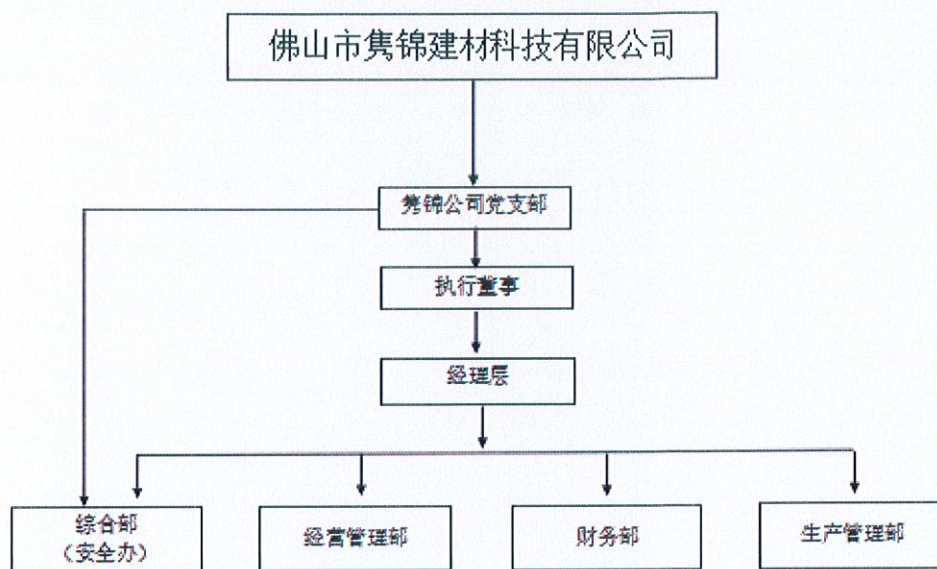 佛山市隽锦建材科技有限公司
隽锦公司党支部
执行董事
经理层
综合部
（安全办）
经营管理部
财务部
生产管理部